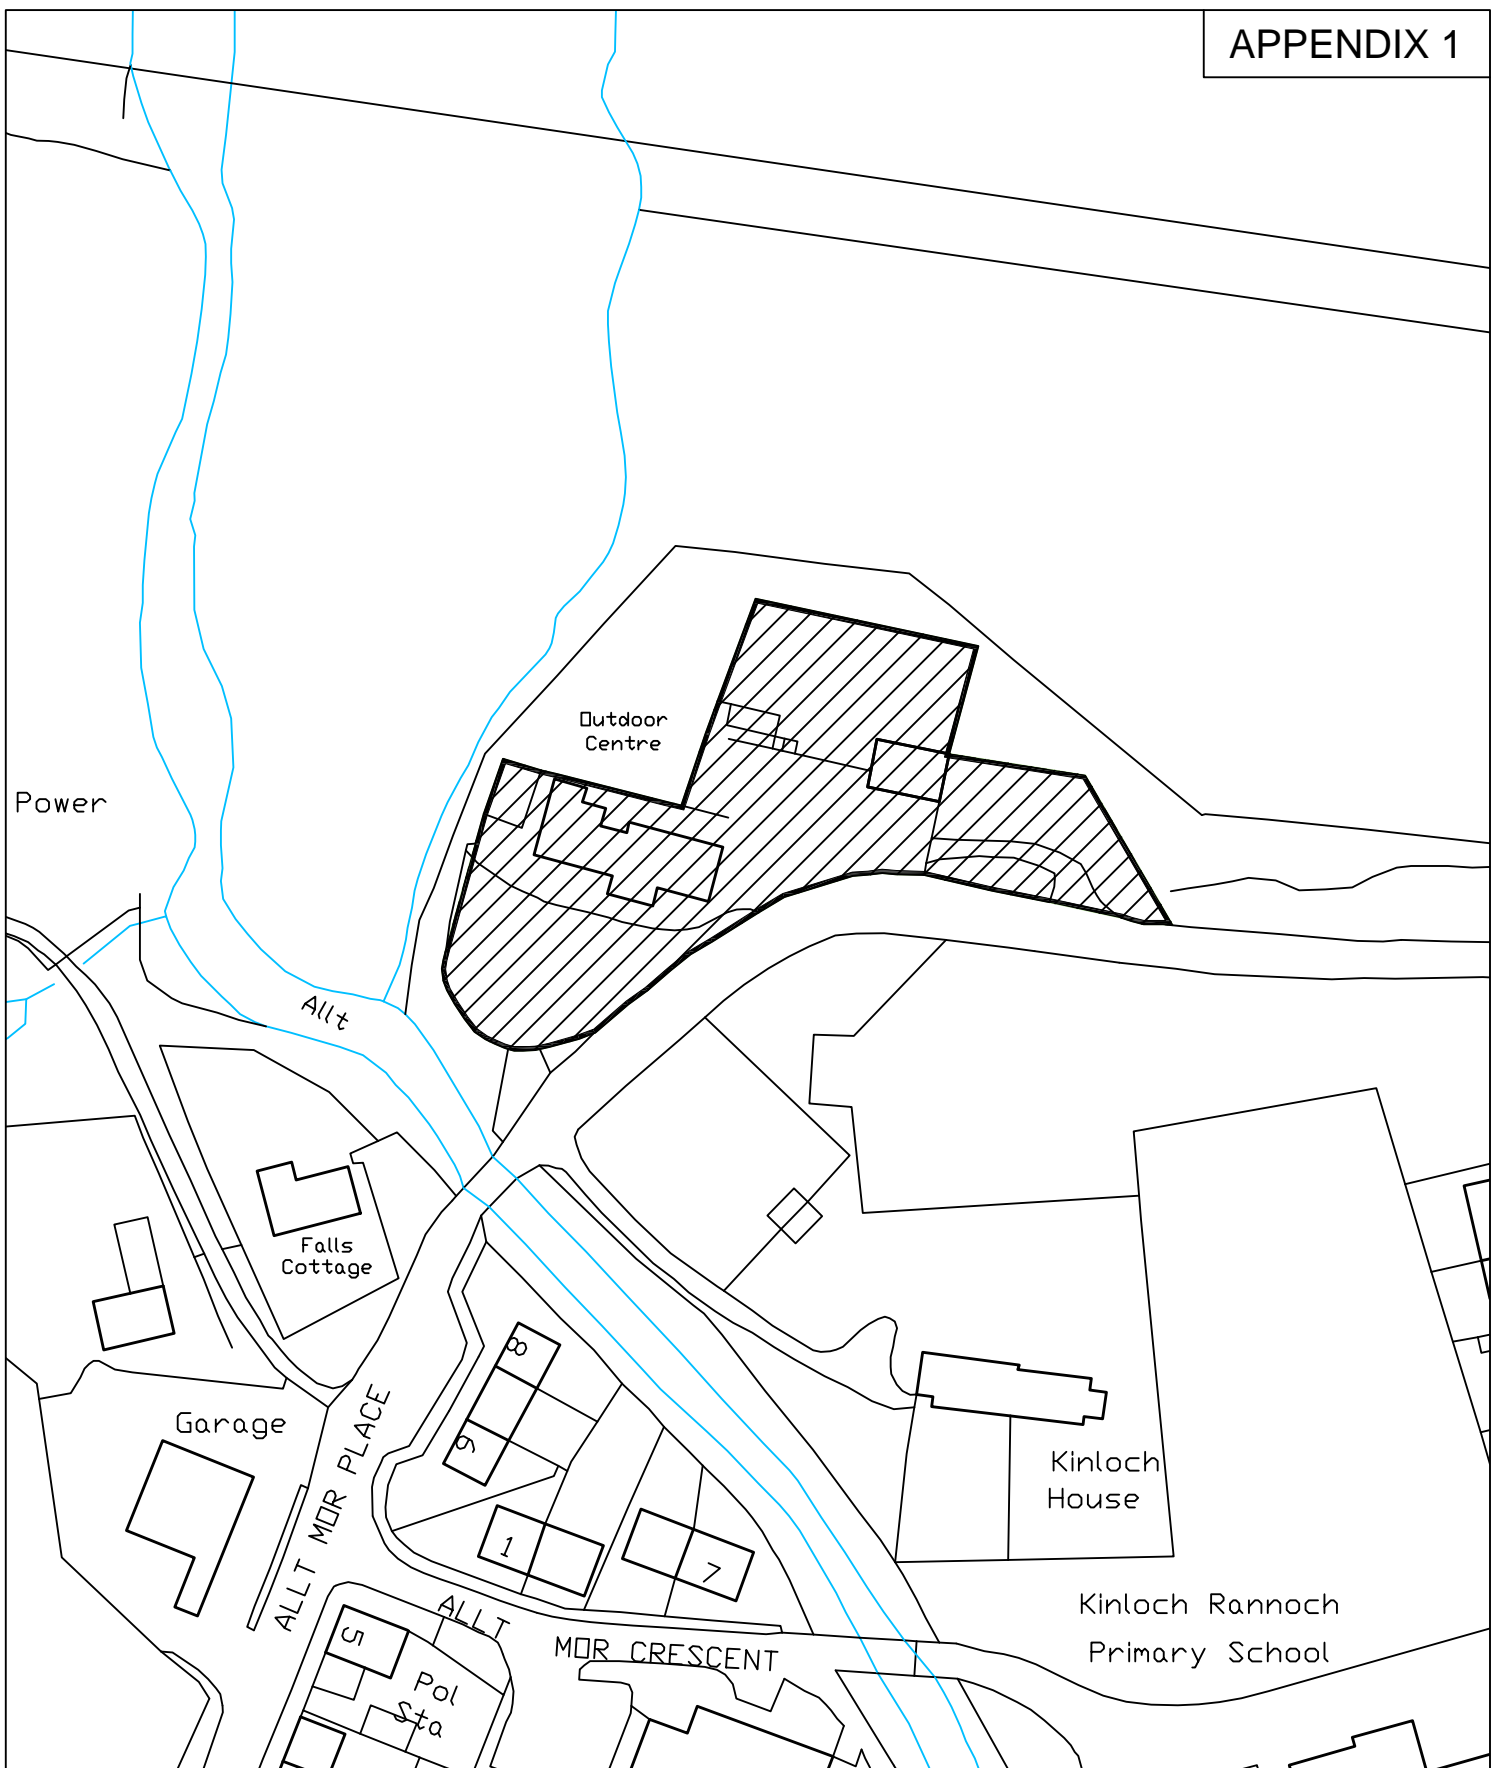 APPENDIX 1
Outdoor
Centre
Power
Allt
Falls
Cottage
8
9
Garage
ALLT MOR PLACE
Kinloch
House
1
7
Kinloch Rannoch
Primary School
ALLT
MOR CRESCENT
5
Pol
Sta